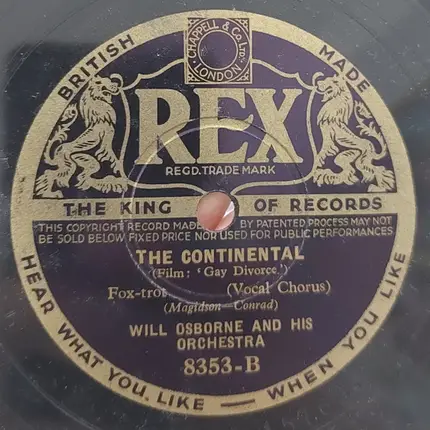 CHAPPELL & CO. LTD.
LONDON
BRITISH MADE
REX
REGD. TRADE MARK
THE KING OF RECORDS
THIS COPYRIGHT RECORD MADE BY PATENTED PROCESS MAY NOT
BE SOLD BELOW FIXED PRICE NOR USED FOR PUBLIC PERFORMANCES
THE CONTINENTAL
(Film: 'Gay Divorce')
Fox-trot (Vocal Chorus)
(Magidson—Conrad)
WILL OSBORNE AND HIS
ORCHESTRA
8353-B
HEAR WHAT YOU LIKE — WHEN YOU LIKE